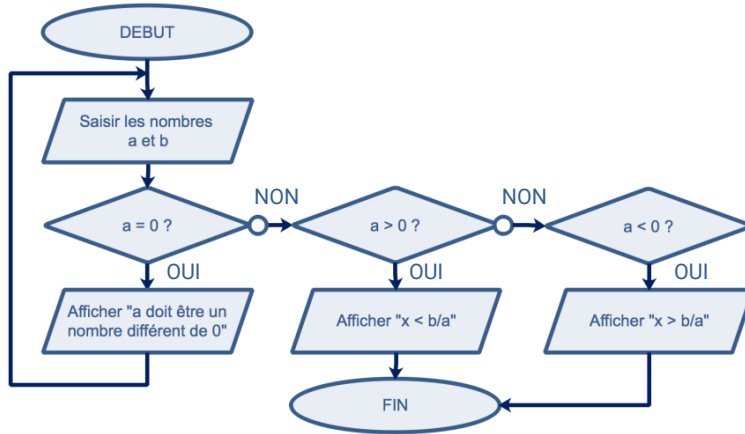 DEBUT
Saisir les nombres
a et b
a = 0 ?
NON
a > 0 ?
NON
a < 0 ?
OUI
OUI
OUI
Afficher "a doit être un
nombre différent de 0"
Afficher "x < b/a"
Afficher "x > b/a"
FIN